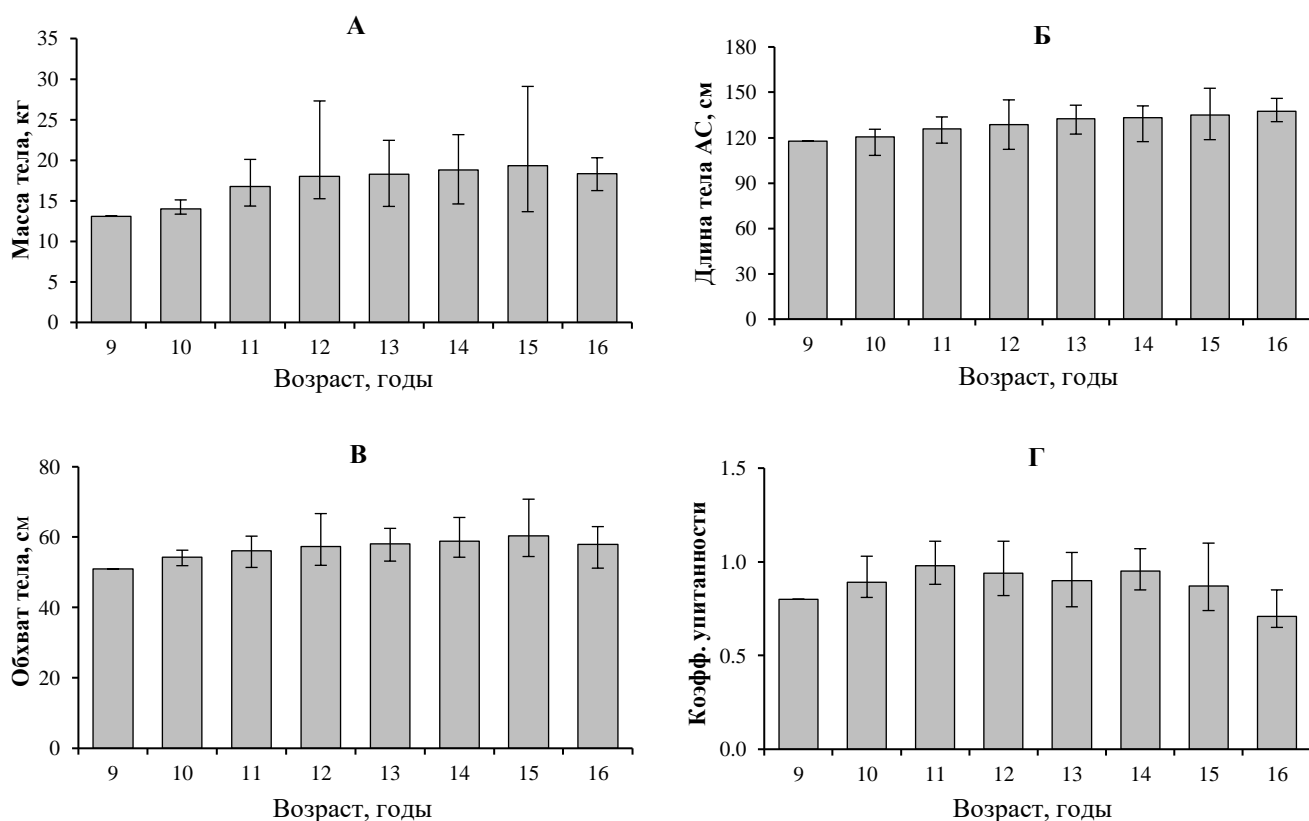 А
Масса тела, кг
35
30
25
20
15
10
5
0
9 10 11 12 13 14 15 16
Возраст, годы
Б
Длина тела АС, см
180
150
120
90
60
30
0
9 10 11 12 13 14 15 16
Возраст, годы
В
Обхват тела, см
80
60
40
20
0
9 10 11 12 13 14 15 16
Возраст, годы
Г
Коэфф. упитанности
1.5
1.0
0.5
0.0
9 10 11 12 13 14 15 16
Возраст, годы